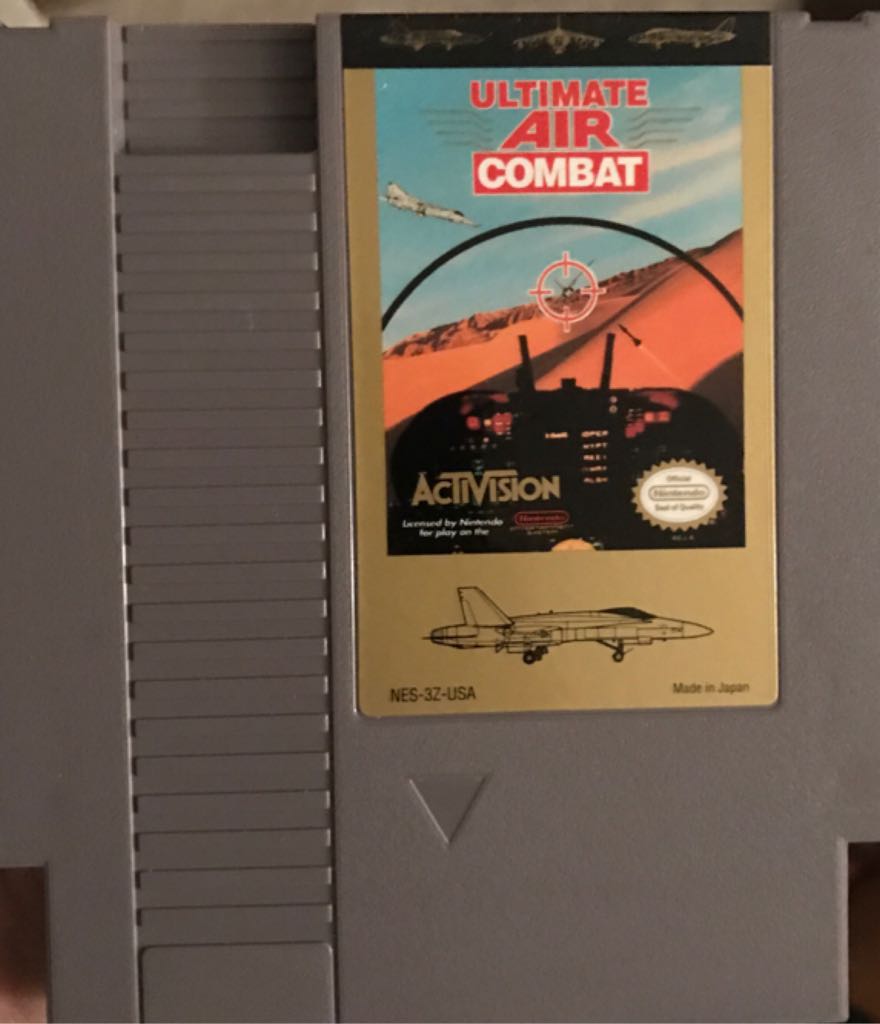 ULTIMATE
AIR
COMBAT
ACTIVISION
Licensed by Nintendo
for play on the
Nintendo
Official
Nintendo
Seal of Quality
NES-3Z-USA
Made in Japan